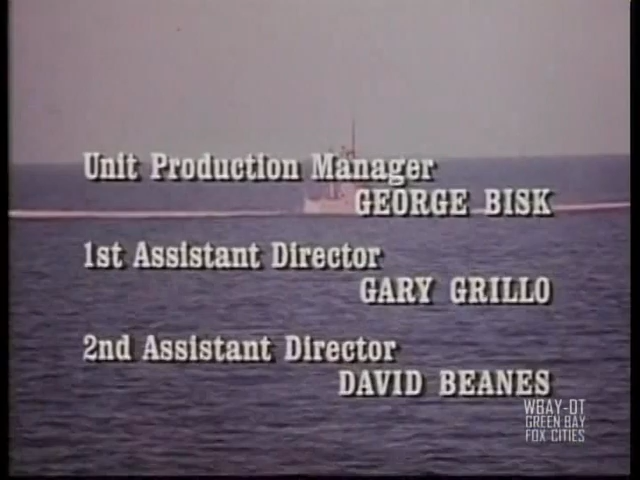 Unit Production Manager
GEORGE BISK
1st Assistant Director
GARY GRILLO
2nd Assistant Director
DAVID BEANES
WBAY-DT
GREEN BAY
FOX CITIES